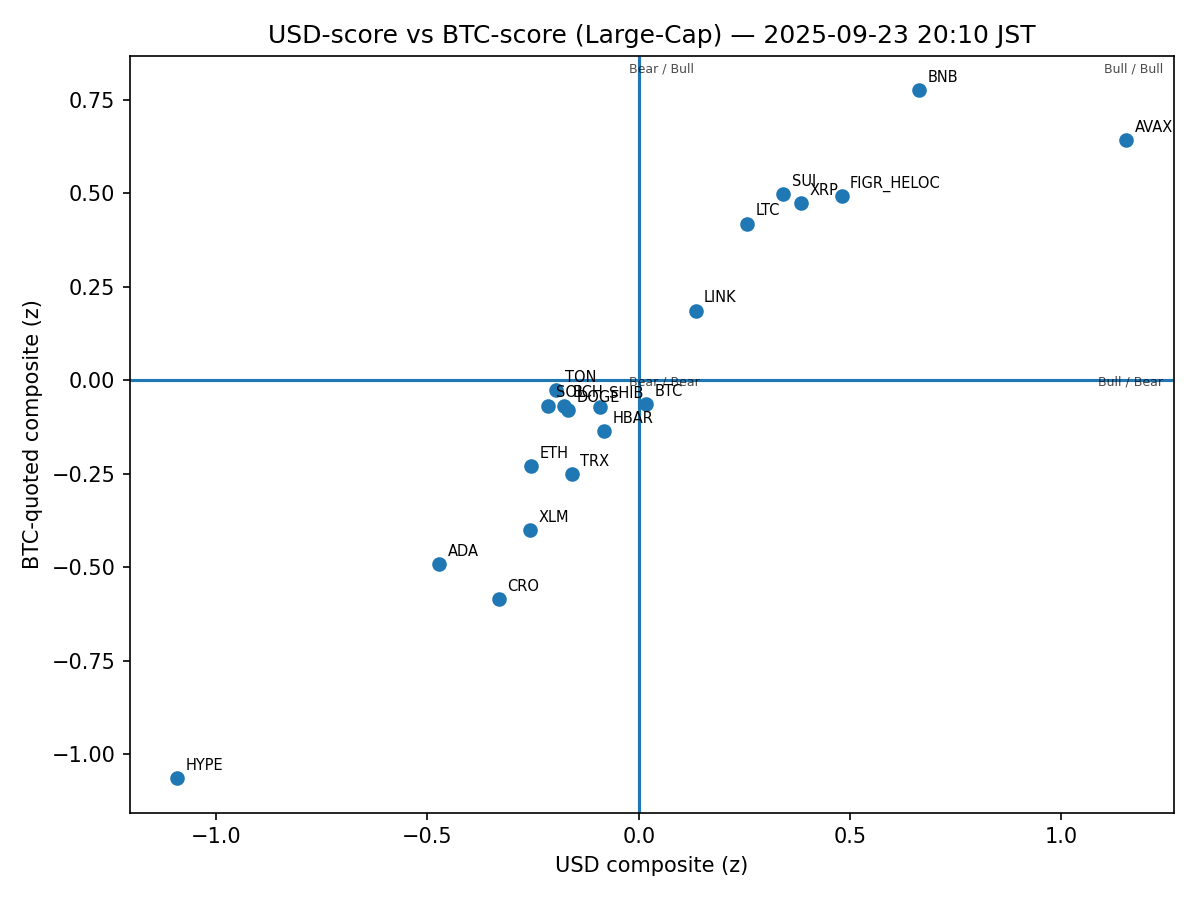 USD-score vs BTC-score (Large-Cap) — 2025-09-23 20:10 JST
Bear / Bull
Bull / Bull
BNB
AVAX
SUI
XRP
FIGR_HELOC
LTC
LINK
TON
Bear / Bear
Bull / Bear
SOL
BCH
SHIB
BTC
DOGE
HBAR
ETH
TRX
XLM
ADA
CRO
HYPE
0.75
0.50
0.25
0.00
−0.25
−0.50
−0.75
−1.00
BTC-quoted composite (z)
−1.0
−0.5
0.0
0.5
1.0
USD composite (z)